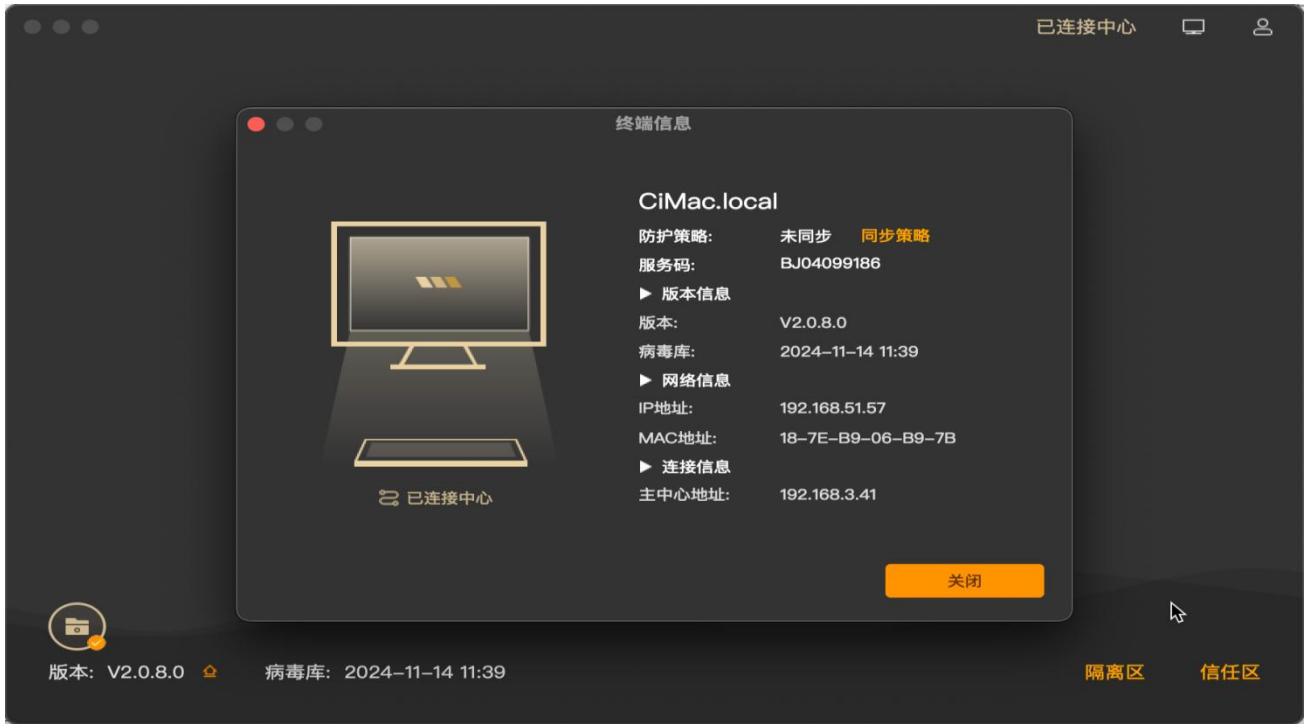 已连接中心
终端信息
CiMac.local
防护策略: 未同步 同步策略
服务码: BJ04099186
▶ 版本信息
版本: V2.0.8.0
病毒库: 2024-11-14 11:39
▶ 网络信息
IP地址: 192.168.51.57
MAC地址: 18-7E-B9-06-B9-7B
▶ 连接信息
主中心地址: 192.168.3.41
已连接中心
关闭
版本: V2.0.8.0 病毒库: 2024-11-14 11:39 隔离区 信任区